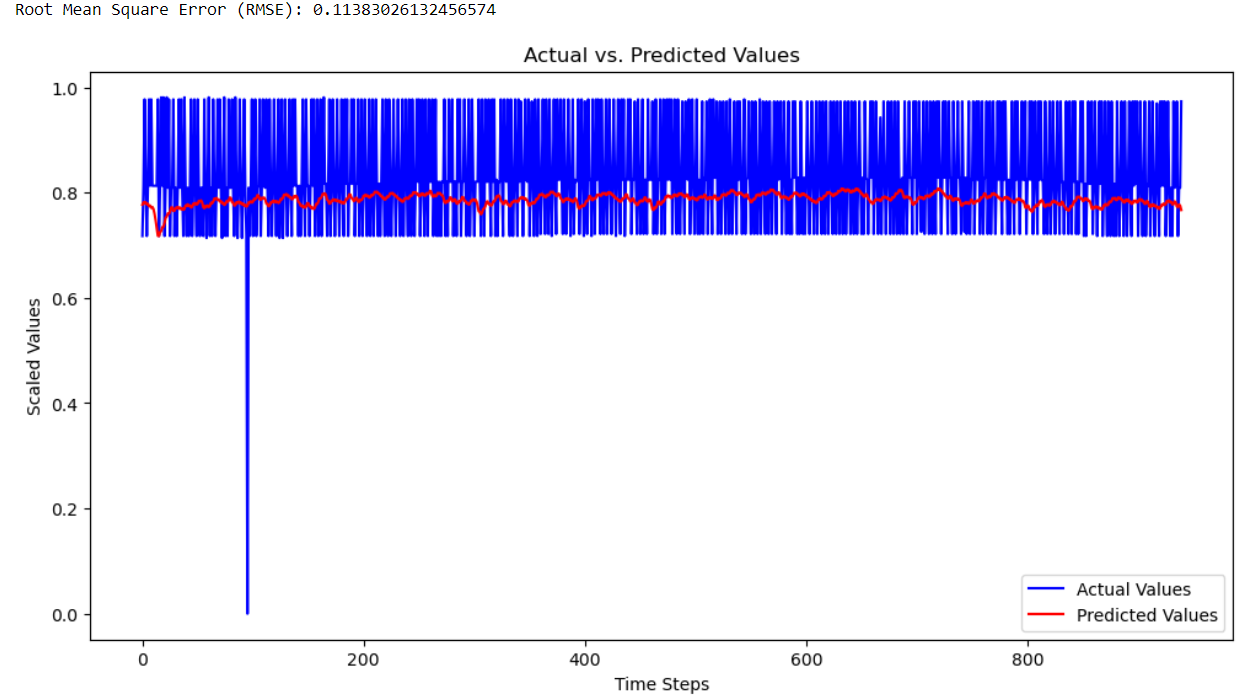 Root Mean Square Error (RMSE): 0.11383026132456574
Actual vs. Predicted Values
1.0
0.8
0.6
0.4
0.2
0.0
Scaled Values
0 200 400 600 800
Time Steps
Actual Values
Predicted Values